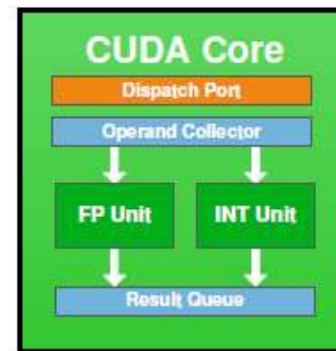 CUDA Core
Dispatch Port
Operand Collector
FP Unit INT Unit
Result Queue